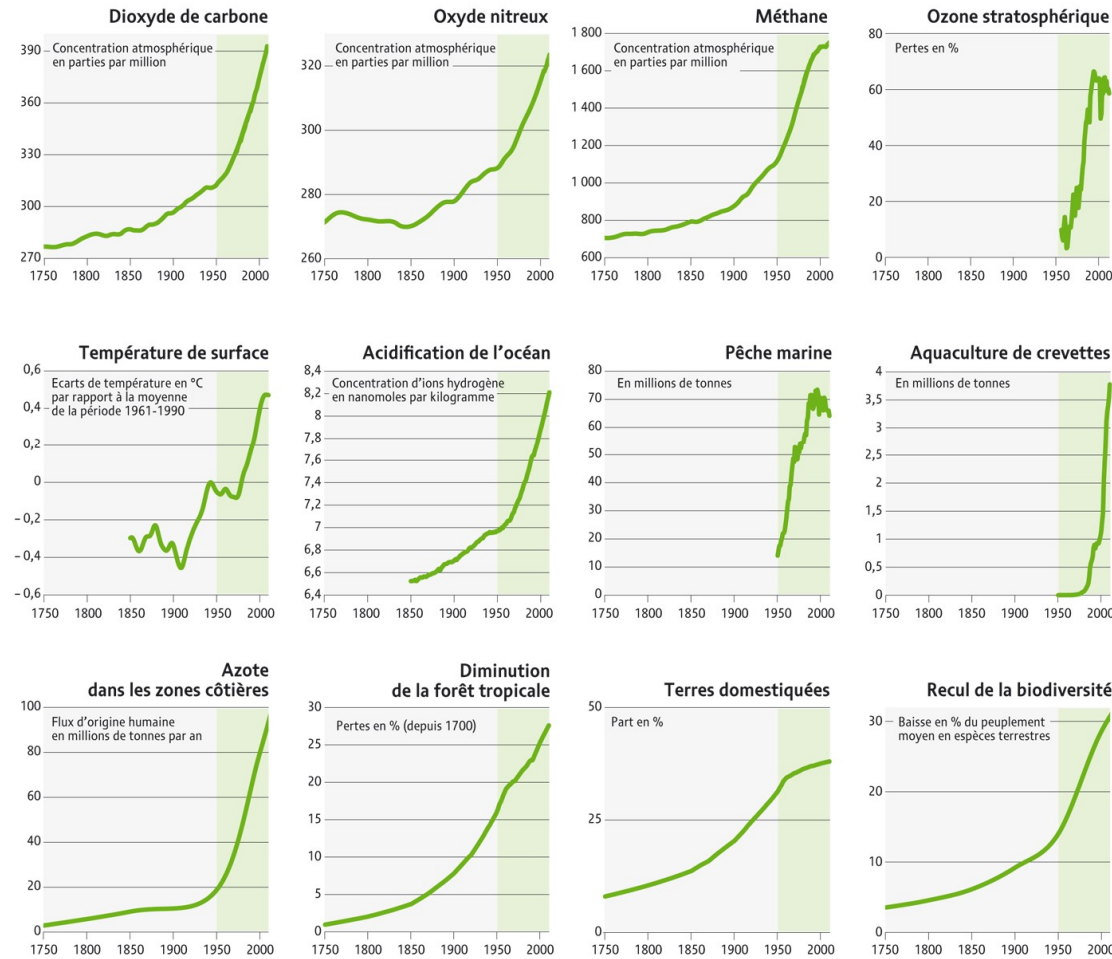 Dioxyde de carbone
Concentration atmosphérique
en parties par million
390
360
330
300
270
1750 1800 1850 1900 1950 2000
Oxyde nitreux
Concentration atmosphérique
en parties par million
320
300
280
260
1750 1800 1850 1900 1950 2000
Méthane
Concentration atmosphérique
en parties par million
1 800
1 600
1 400
1 200
1 000
800
600
1750 1800 1850 1900 1950 2000
Ozone stratosphérique
Pertes en %
80
60
40
20
0
1750 1800 1850 1900 1950 2000
Température de surface
Ecarts de température en °C
par rapport à la moyenne
de la période 1961-1990
0,6
0,4
0,2
0
– 0,2
– 0,4
– 0,6
1750 1800 1850 1900 1950 2000
Acidification de l’océan
Concentration d’ions hydrogène
en nanomoles par kilogramme
8,4
8,2
8
7,8
7,6
7,4
7,2
7
6,8
6,6
6,4
1750 1800 1850 1900 1950 2000
Pêche marine
En millions de tonnes
80
70
60
50
40
30
20
10
0
1750 1800 1850 1900 1950 2000
Aquaculture de crevettes
En millions de tonnes
4
3,5
3
2,5
2
1,5
1
0,5
0
1750 1800 1850 1900 1950 2000
Azote
dans les zones côtières
Flux d’origine humaine
en millions de tonnes par an
100
80
60
40
20
0
1750 1800 1850 1900 1950 2000
Diminution
de la forêt tropicale
Pertes en % (depuis 1700)
30
25
20
15
10
5
0
1750 1800 1850 1900 1950 2000
Terres domestiquées
Part en %
50
25
0
1750 1800 1850 1900 1950 2000
Recul de la biodiversité
Baisse en % du peuplement
moyen en espèces terrestres
30
20
10
0
1750 1800 1850 1900 1950 2000